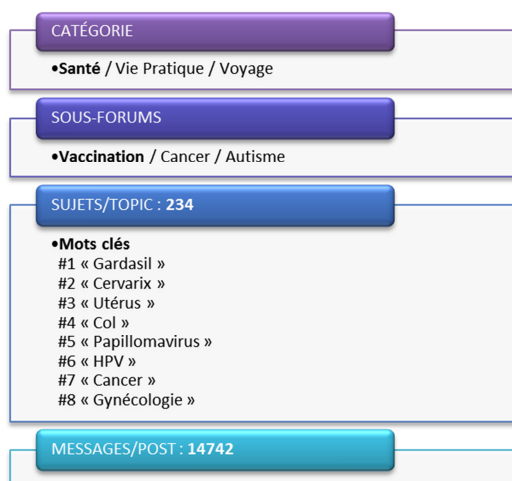 CATÉGORIE
•Santé / Vie Pratique / Voyage
SOUS-FORUMS
•Vaccination / Cancer / Autisme
SUJETS/TOPIC : 234
•Mots clés
#1 « Gardasil »
#2 « Cervarix »
#3 « Utérus »
#4 « Col »
#5 « Papillomavirus »
#6 « HPV »
#7 « Cancer »
#8 « Gynécologie »
MESSAGES/POST : 14742